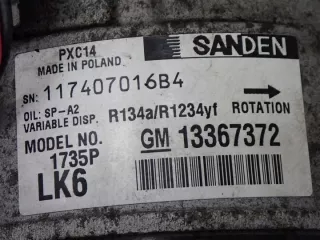 PXC14
SANDEN
MADE IN POLAND
SN: 117407016B4
OIL: SP-A2
VARIABLE DISP. R134a/R1234yf
ROTATION
MODEL NO. GM 13367372
1735P
LK6